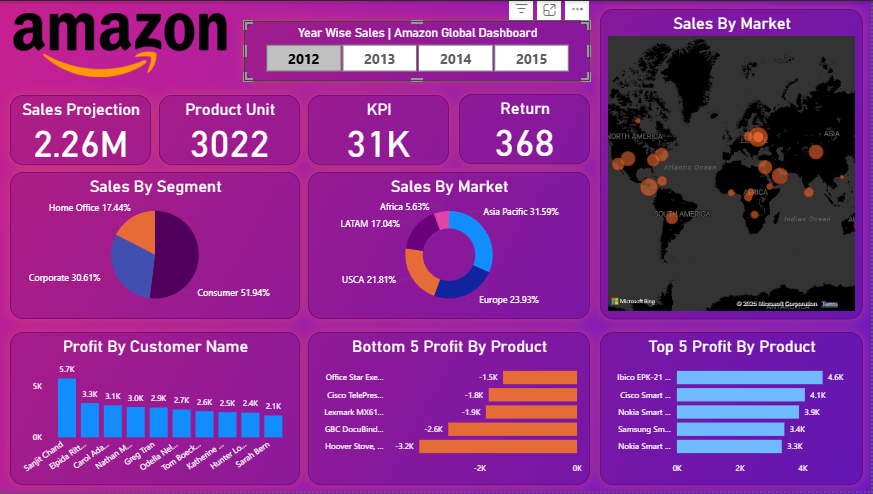 amazon
Year Wise Sales | Amazon Global Dashboard
2012
2013
2014
2015
Sales Projection
2.26M
Product Unit
3022
KPI
31K
Return
368
Sales By Market
NORTH AMERICA
ASIA
Atlantic Ocean
AFRICA
SOUTH AMERICA
Indian Ocean
Microsoft Bing
© 2025 Microsoft Corporation Terms
Sales By Segment
Home Office 17.44%
Corporate 30.61%
Consumer 51.94%
Sales By Market
Africa 5.63%
Asia Pacific 31.59%
LATAM 17.04%
USCA 21.81%
Europe 23.93%
Profit By Customer Name
5K
0K
5.7K
3.3K
3.1K
3.0K
2.9K
2.7K
2.6K
2.5K
2.4K
2.1K
Sanjit Chand
Elpida Ritt...
Carol Ada...
Nathan M...
Greg Tran
Odella Nel...
Tom Boeck...
Katherine ...
Hunter Lo...
Sarah Bern
Bottom 5 Profit By Product
Office Star Exe... -1.5K
Cisco TelePres... -1.8K
Lexmark MX61... -1.9K
GBC DocuBind... -2.6K
Hoover Stove, ... -3.2K
-2K
0K
Top 5 Profit By Product
Ibico EPK-21 ... 4.6K
Cisco Smart ... 4.1K
Nokia Smart ... 3.9K
Samsung Sm... 3.4K
Nokia Smart ... 3.3K
0K
2K
4K